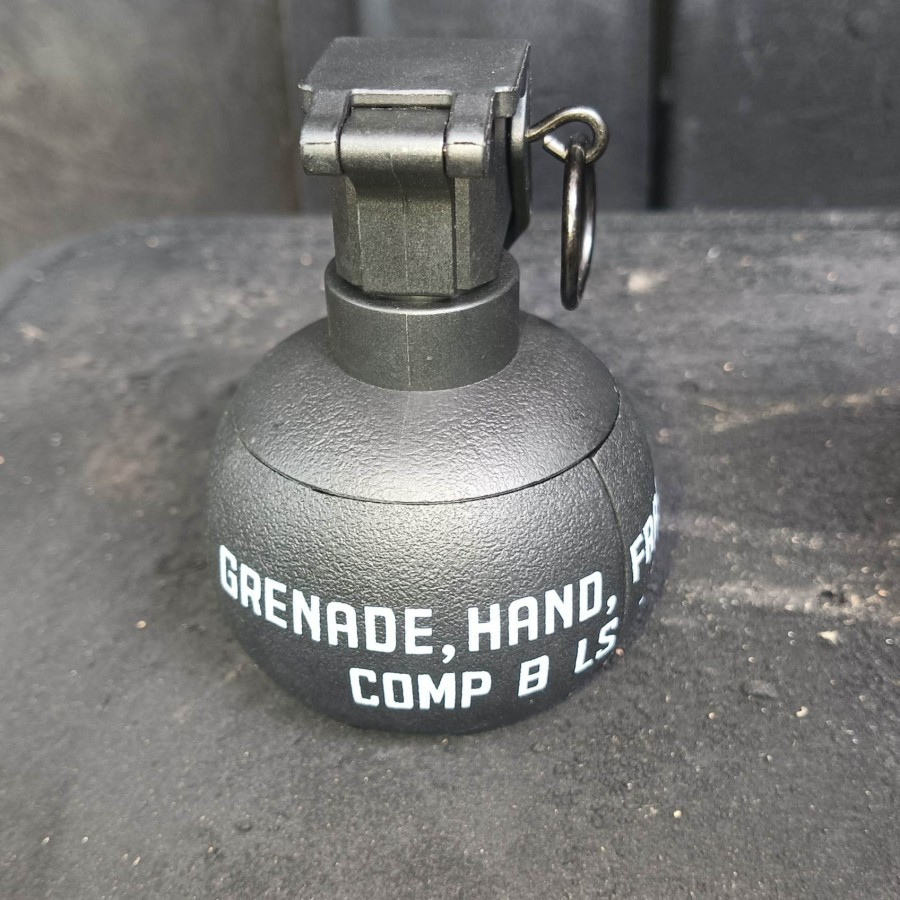 GRENADE, HAND,
COMP B LS